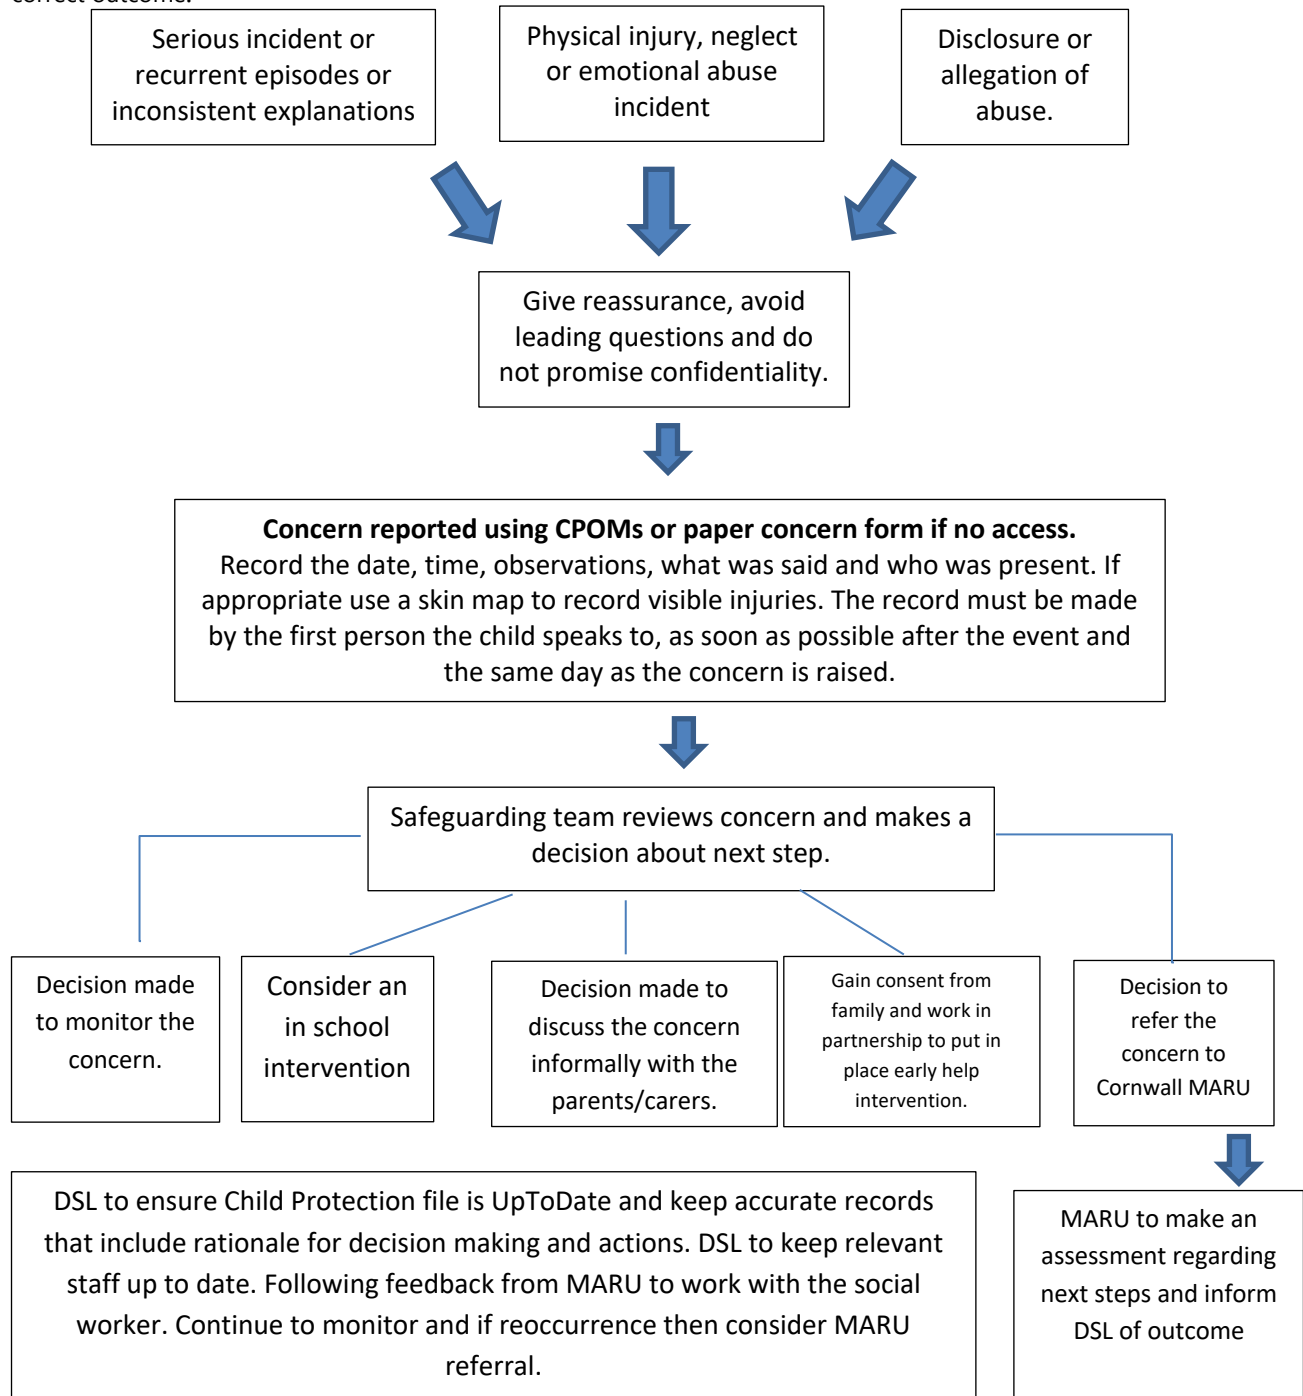 correct outcome.
Serious incident or
recurrent episodes or
inconsistent explanations
Physical injury, neglect
or emotional abuse
incident
Disclosure or
allegation of
abuse.
Give reassurance, avoid
leading questions and do
not promise confidentiality.
Concern reported using CPOMs or paper concern form if no access.
Record the date, time, observations, what was said and who was present. If
appropriate use a skin map to record visible injuries. The record must be made
by the first person the child speaks to, as soon as possible after the event and
the same day as the concern is raised.
Safeguarding team reviews concern and makes a
decision about next step.
Decision made
to monitor the
concern.
Consider an
in school
intervention
Decision made to
discuss the concern
informally with the
parents/carers.
Gain consent from
family and work in
partnership to put in
place early help
intervention.
Decision to
refer the
concern to
Cornwall MARU
DSL to ensure Child Protection file is UpToDate and keep accurate records
that include rationale for decision making and actions. DSL to keep relevant
staff up to date. Following feedback from MARU to work with the social
worker. Continue to monitor and if reoccurrence then consider MARU
referral.
MARU to make an
assessment regarding
next steps and inform
DSL of outcome